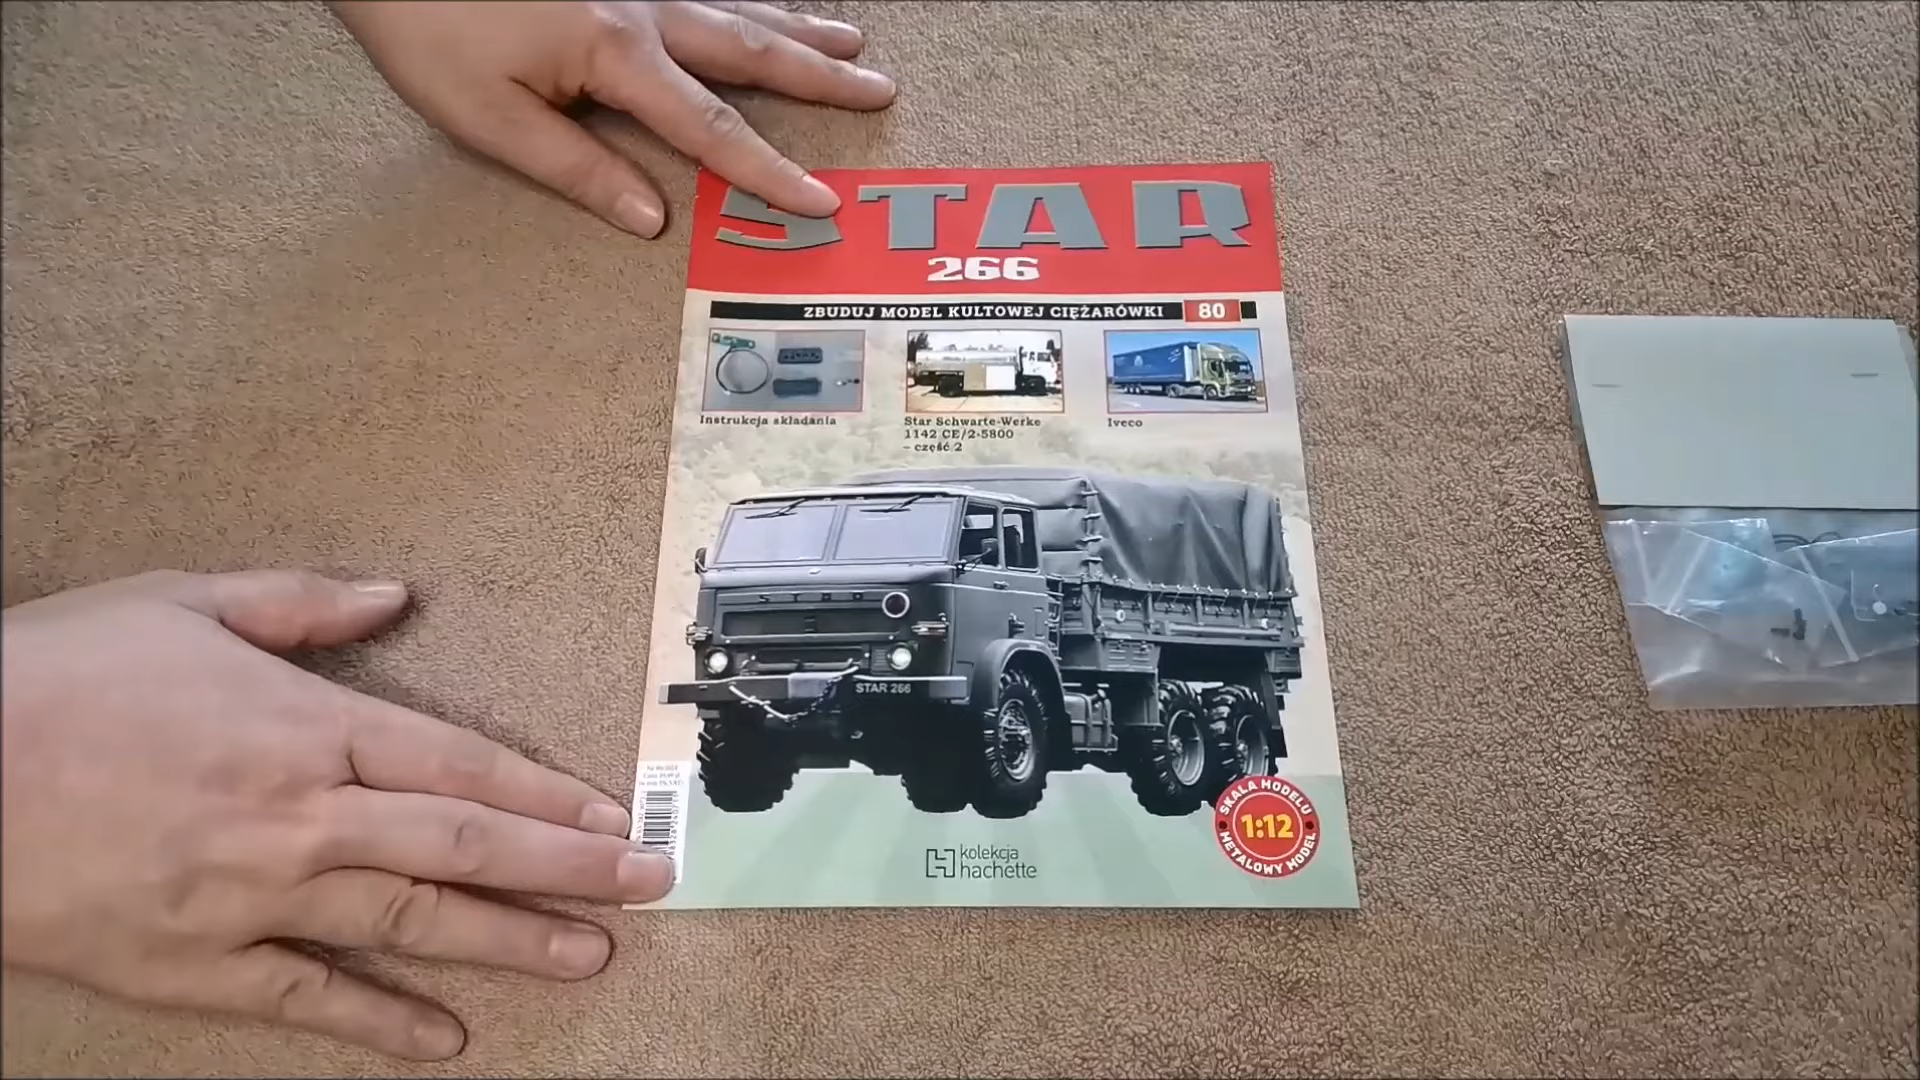 STAR
266
ZBUDUJ MODEL KULTOWEJ CIĘŻARÓWKI 80
Instrukcja składania
Star Schwarte-Werke
1142 CE/2-5800
– część 2
Iveco
STAR
STAR 266
SKALA MODELU
1:12
METALOWY MODEL
kolekcja
hachette